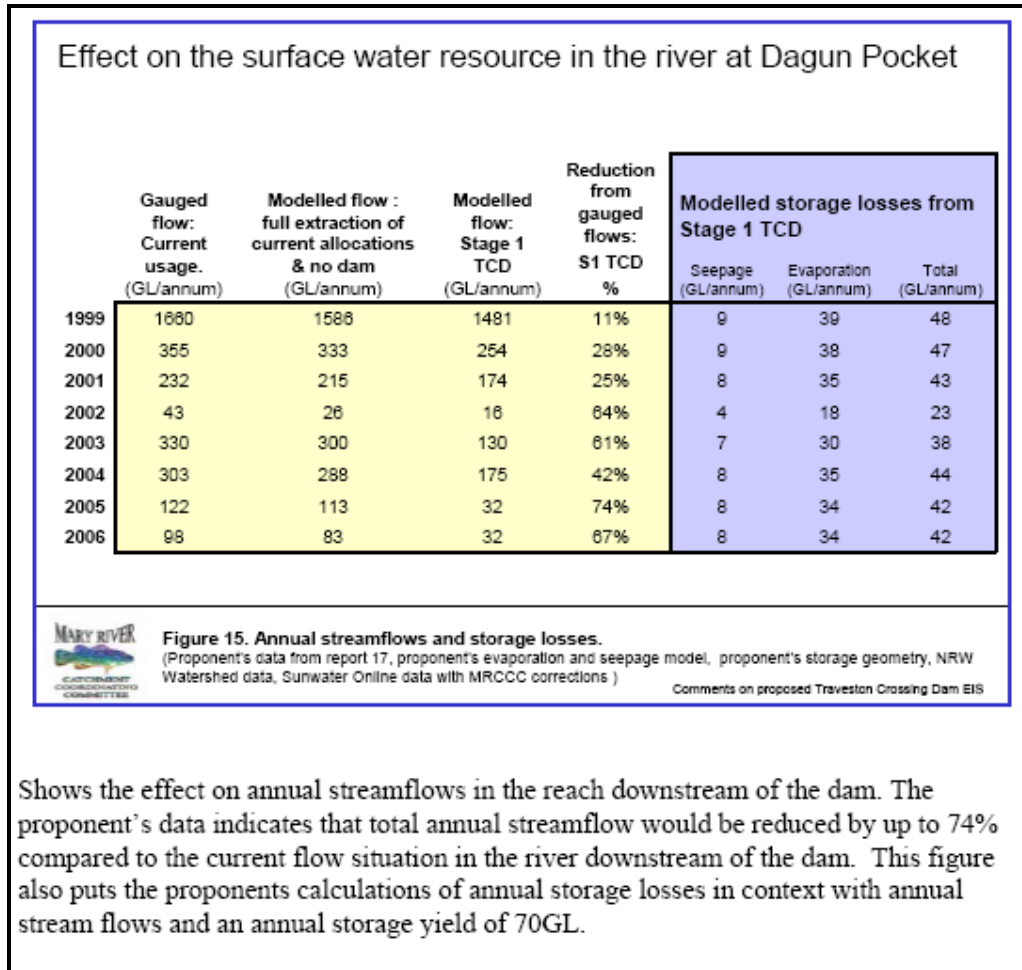 Effect on the surface water resource in the river at Dagun Pocket
Gauged flow: Current usage. (GL/annum)
Modelled flow : full extraction of current allocations & no dam (GL/annum)
Modelled flow: Stage 1 TCD (GL/annum)
Reduction from gauged flows: S1 TCD %
Modelled storage losses from Stage 1 TCD
Seepage (GL/annum) Evaporation (GL/annum) Total (GL/annum)
1999 1660 1586 1481 11% 9 39 48
2000 355 333 254 28% 9 38 47
2001 232 215 174 25% 8 35 43
2002 43 26 16 64% 4 18 23
2003 330 300 130 61% 7 30 38
2004 303 288 175 42% 8 35 44
2005 122 113 32 74% 8 34 42
2006 98 83 32 67% 8 34 42
MARY RIVER
CATCHMENT
COORDINATING
COMMITTEE
Figure 15. Annual streamflows and storage losses.
(Proponent's data from report 17, proponent's evaporation and seepage model, proponent's storage geometry, NRW
Watershed data, Sunwater Online data with MRCCC corrections )
Comments on proposed Traveston Crossing Dam EIS
Shows the effect on annual streamflows in the reach downstream of the dam. The
proponent's data indicates that total annual streamflow would be reduced by up to 74%
compared to the current flow situation in the river downstream of the dam. This figure
also puts the proponents calculations of annual storage losses in context with annual
stream flows and an annual storage yield of 70GL.